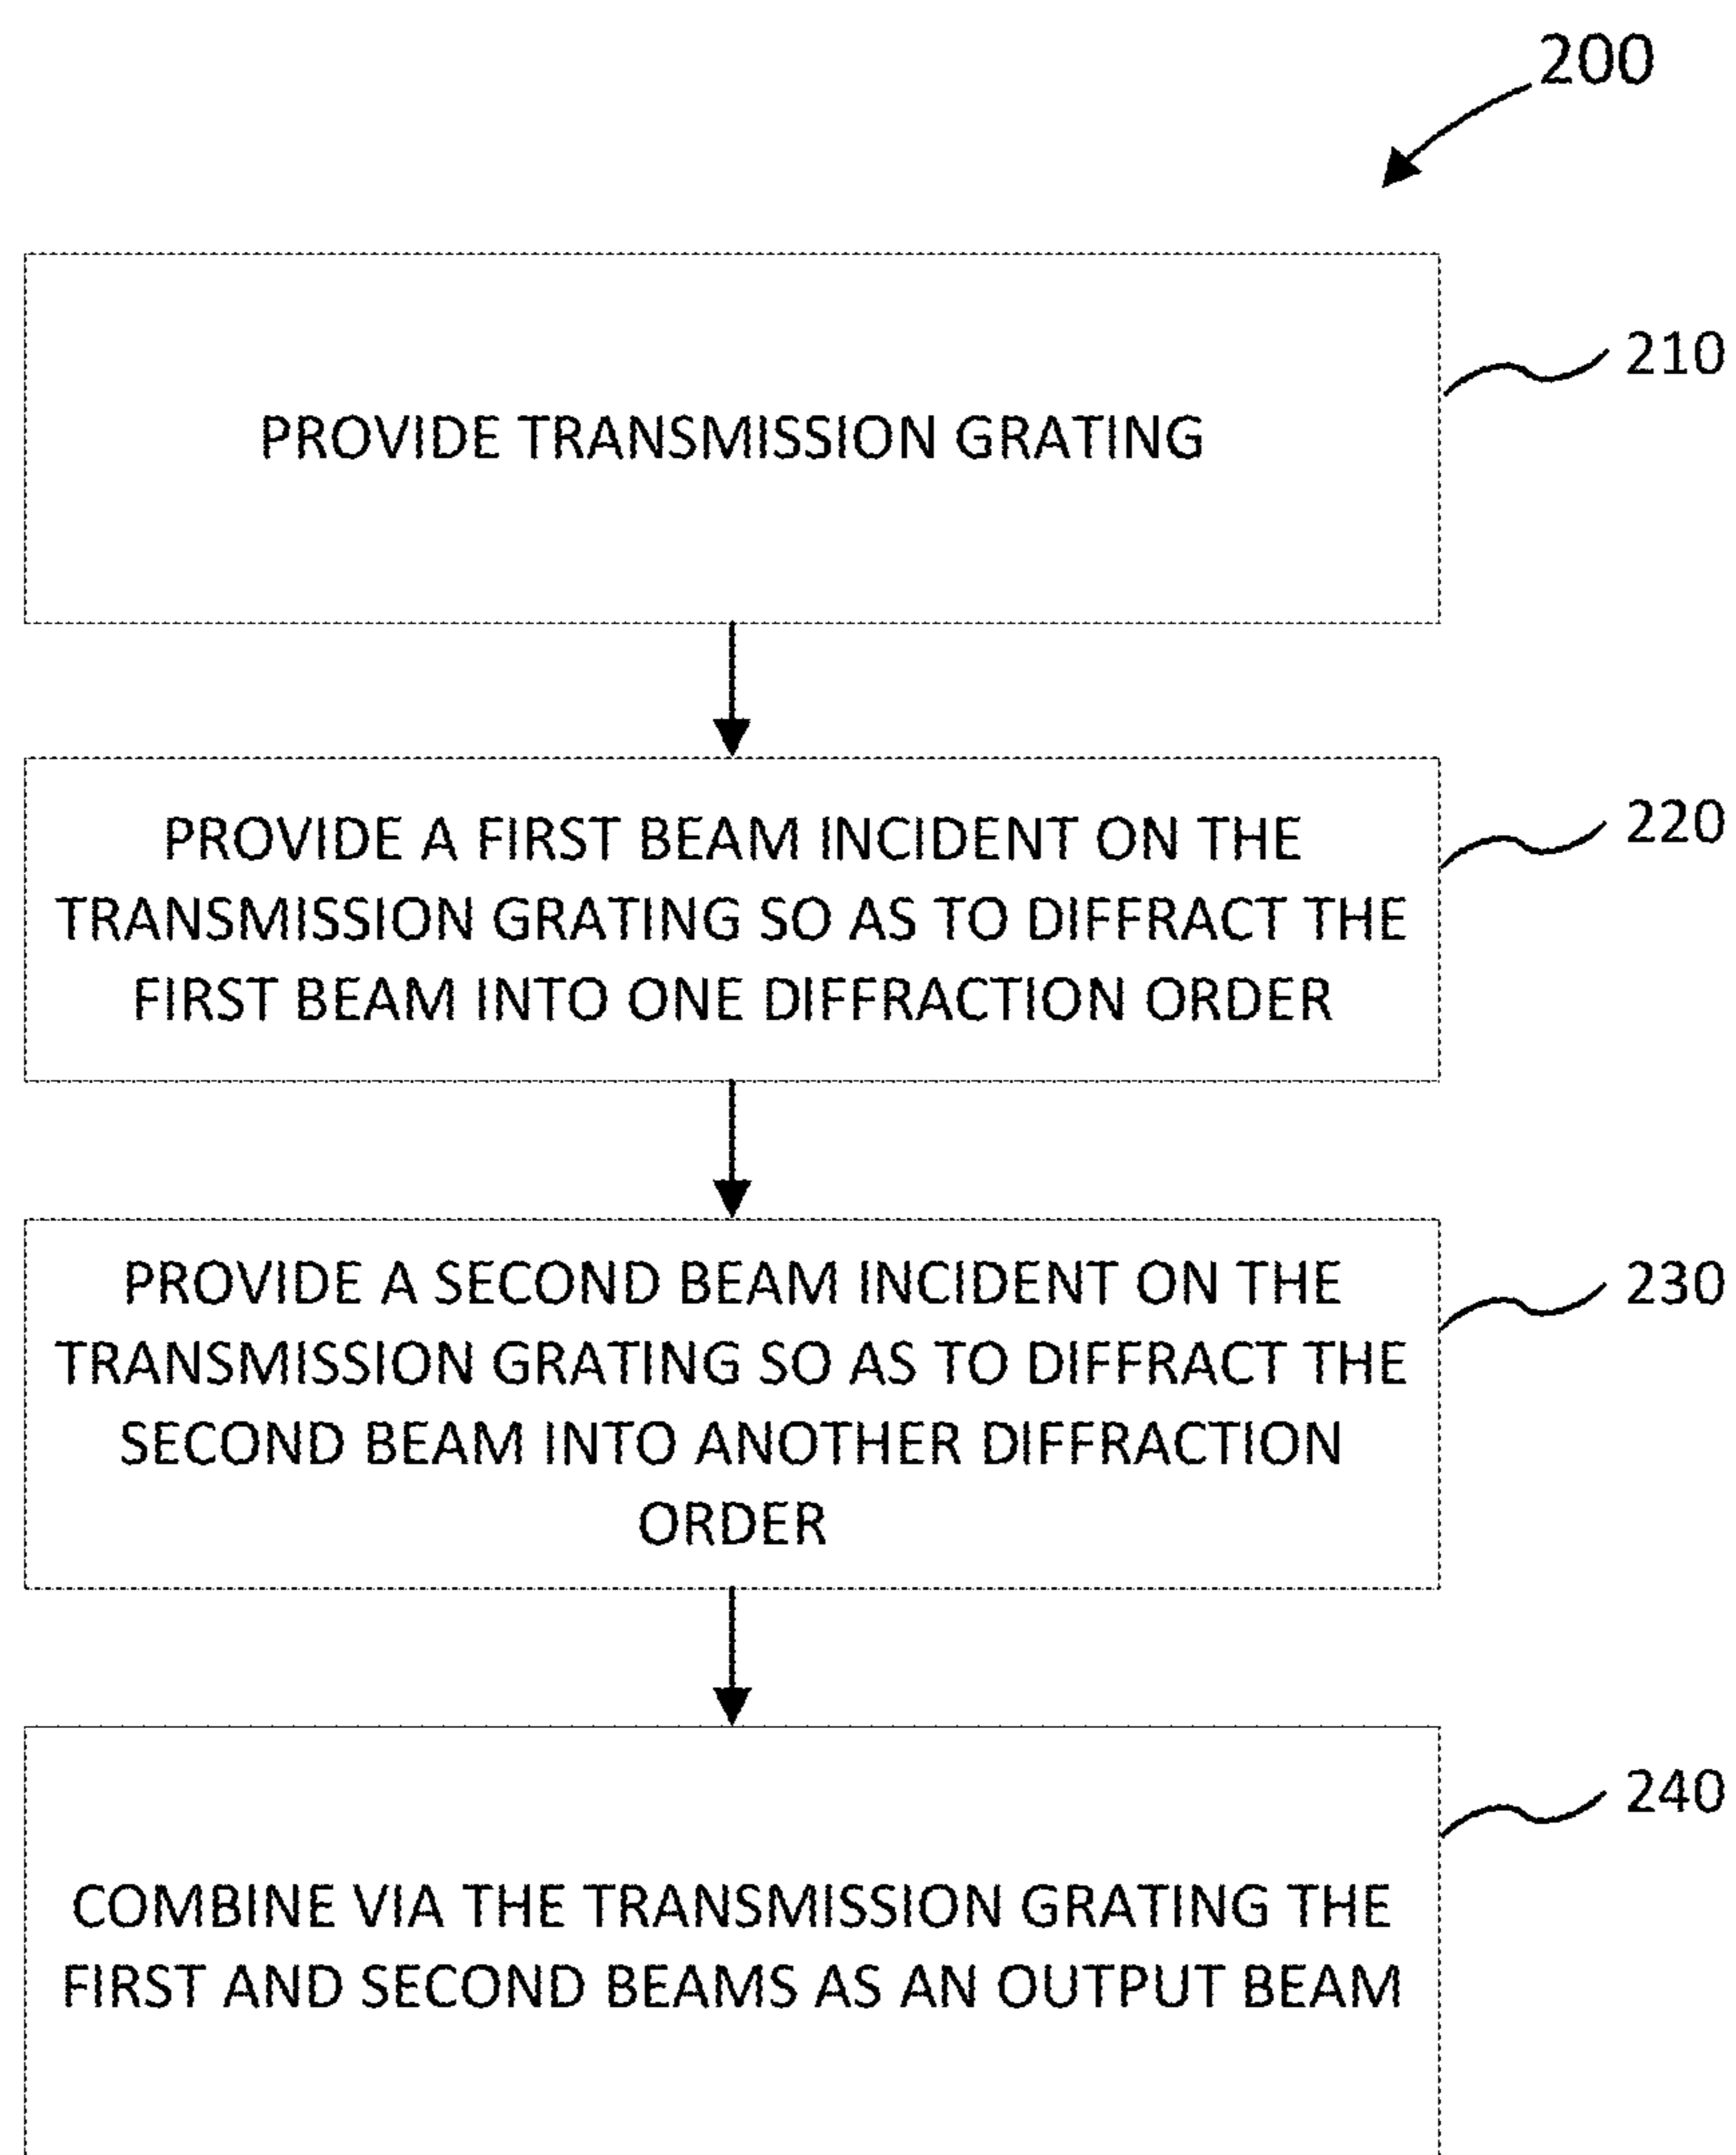 200
PROVIDE TRANSMISSION GRATING
210
PROVIDE A FIRST BEAM INCIDENT ON THE
TRANSMISSION GRATING SO AS TO DIFFRACT THE
FIRST BEAM INTO ONE DIFFRACTION ORDER
220
PROVIDE A SECOND BEAM INCIDENT ON THE
TRANSMISSION GRATING SO AS TO DIFFRACT THE
SECOND BEAM INTO ANOTHER DIFFRACTION
ORDER
230
COMBINE VIA THE TRANSMISSION GRATING THE
FIRST AND SECOND BEAMS AS AN OUTPUT BEAM
240